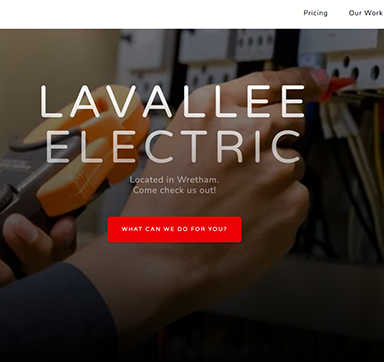 Pricing Our Work
LAVALLEE
ELECTRIC
Located in Wretham.
Come check us out!
WHAT CAN WE DO FOR YOU?